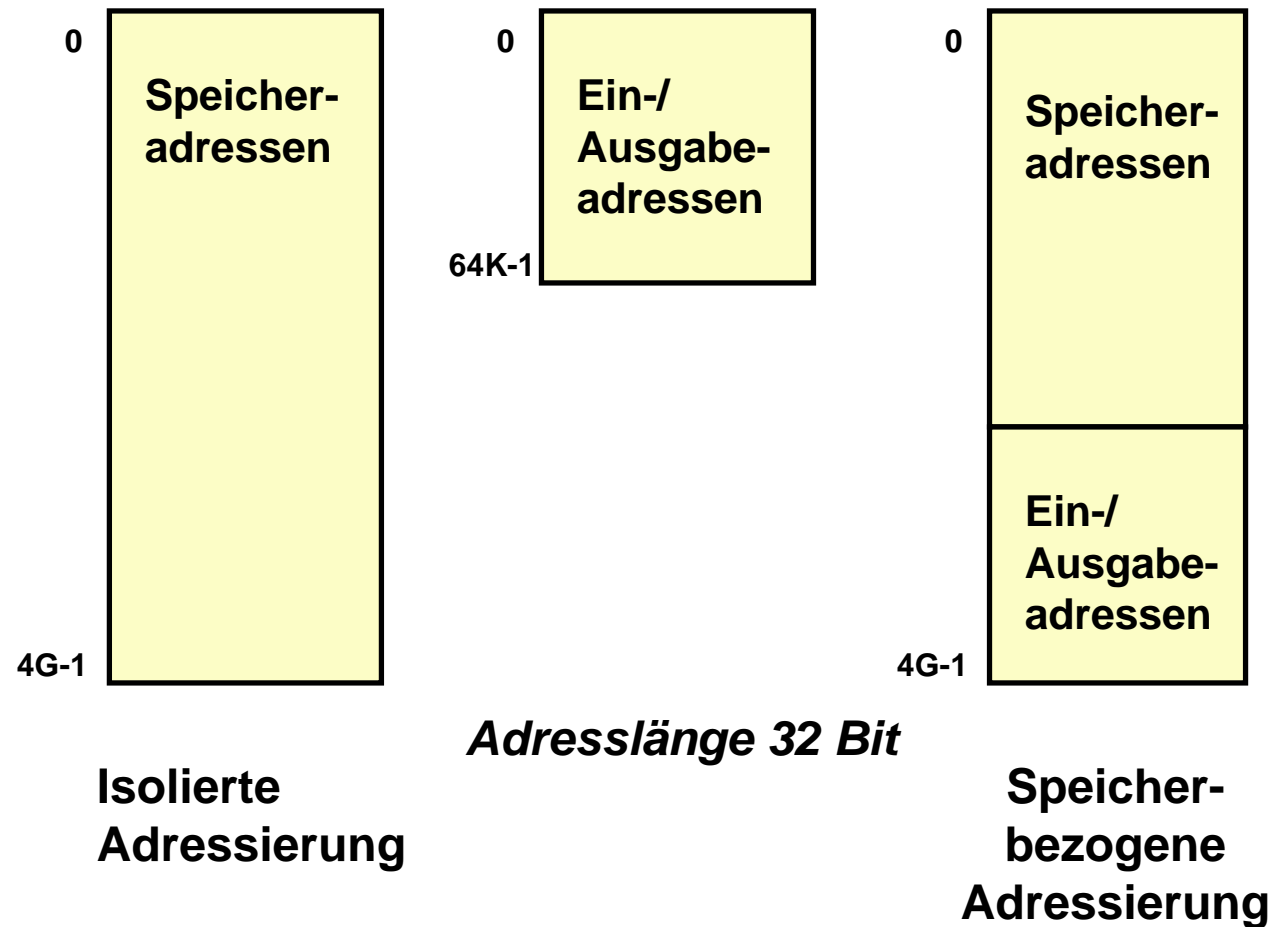 0
Speicher-
adressen
4G-1
0
Ein-/
Ausgabe-
adressen
64K-1
0
Speicher-
adressen
Ein-/
Ausgabe-
adressen
4G-1
Adresslänge 32 Bit
Isolierte
Adressierung
Speicher-
bezogene
Adressierung